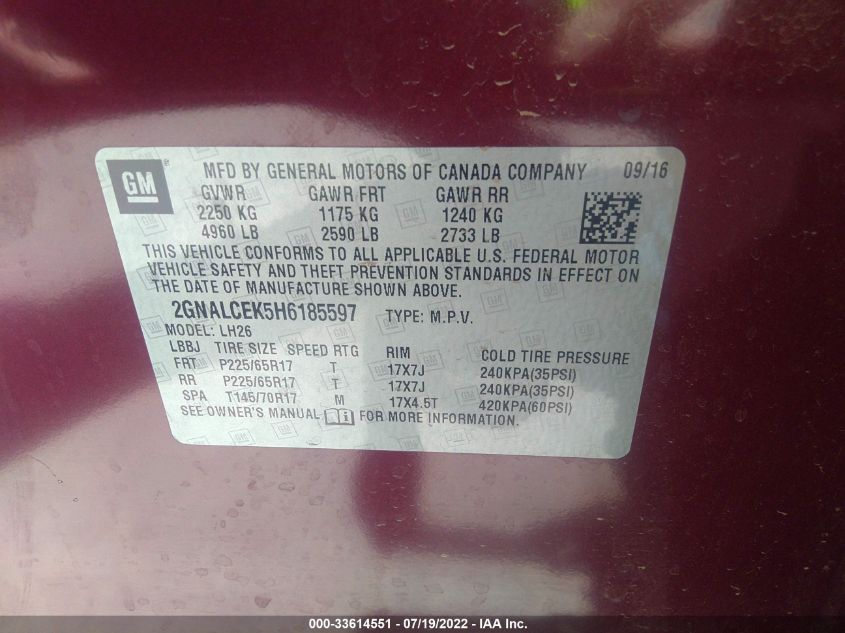 GM ® MFD BY GENERAL MOTORS OF CANADA COMPANY 09/16
GVWR GAWR FRT GAWR RR
2250 KG 1175 KG 1240 KG
4960 LB 2590 LB 2733 LB
THIS VEHICLE CONFORMS TO ALL APPLICABLE U.S. FEDERAL MOTOR
VEHICLE SAFETY AND THEFT PREVENTION STANDARDS IN EFFECT ON
THE DATE OF MANUFACTURE SHOWN ABOVE.
2GNALCEK5H6185597 TYPE: M.P.V.
MODEL: LH26
LBBJ TIRE SIZE SPEED RTG RIM COLD TIRE PRESSURE
FRT P225/65R17 T 17X7J 240KPA(35PSI)
RR P225/65R17 T 17X7J 240KPA(35PSI)
SPA T145/70R17 M 17X4.5T 420KPA(60PSI)
SEE OWNER'S MANUAL FOR MORE INFORMATION.
000-33614551 - 07/19/2022 - IAA Inc.